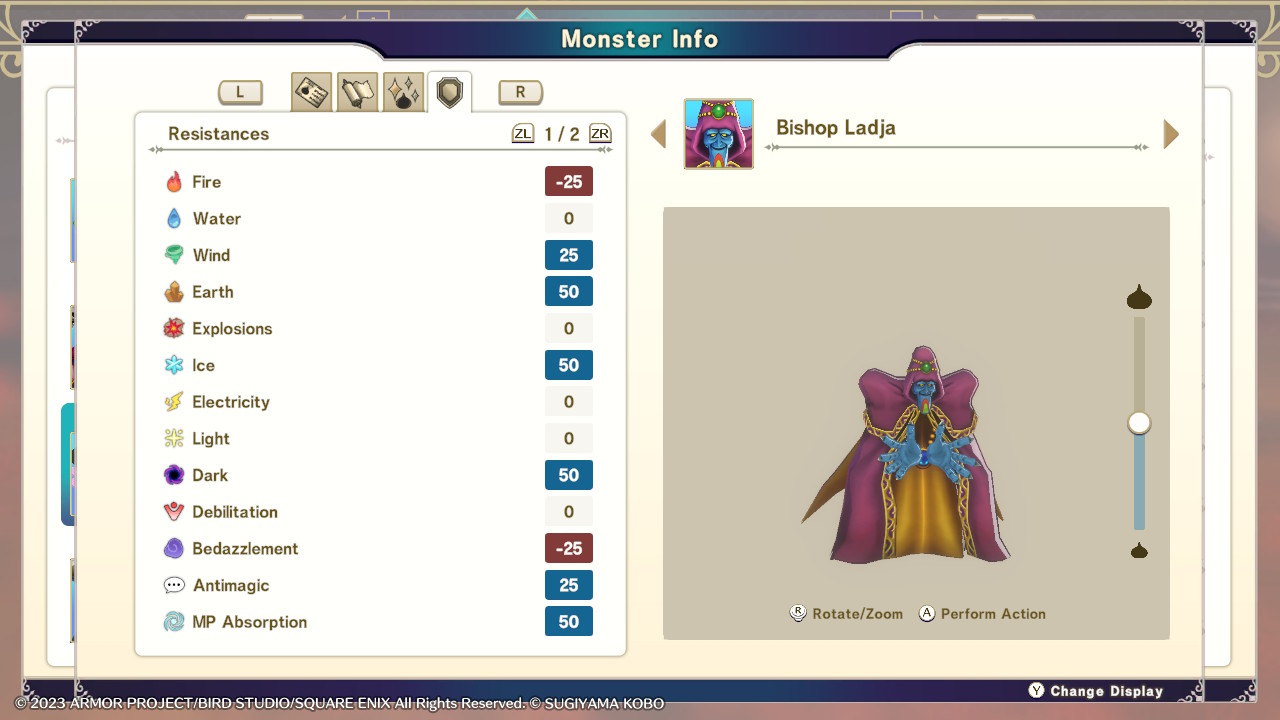 Monster Info
L
R
Resistances
ZL 1 / 2 ZR
Fire -25
Water 0
Wind 25
Earth 50
Explosions 0
Ice 50
Electricity 0
Light 0
Dark 50
Debilitation 0
Bedazzlement -25
Antimagic 25
MP Absorption 50
Bishop Ladja
R Rotate/Zoom A Perform Action
Y Change Display
© 2023 ARMOR PROJECT/BIRD STUDIO/SQUARE ENIX All Rights Reserved. © SUGIYAMA KOBO